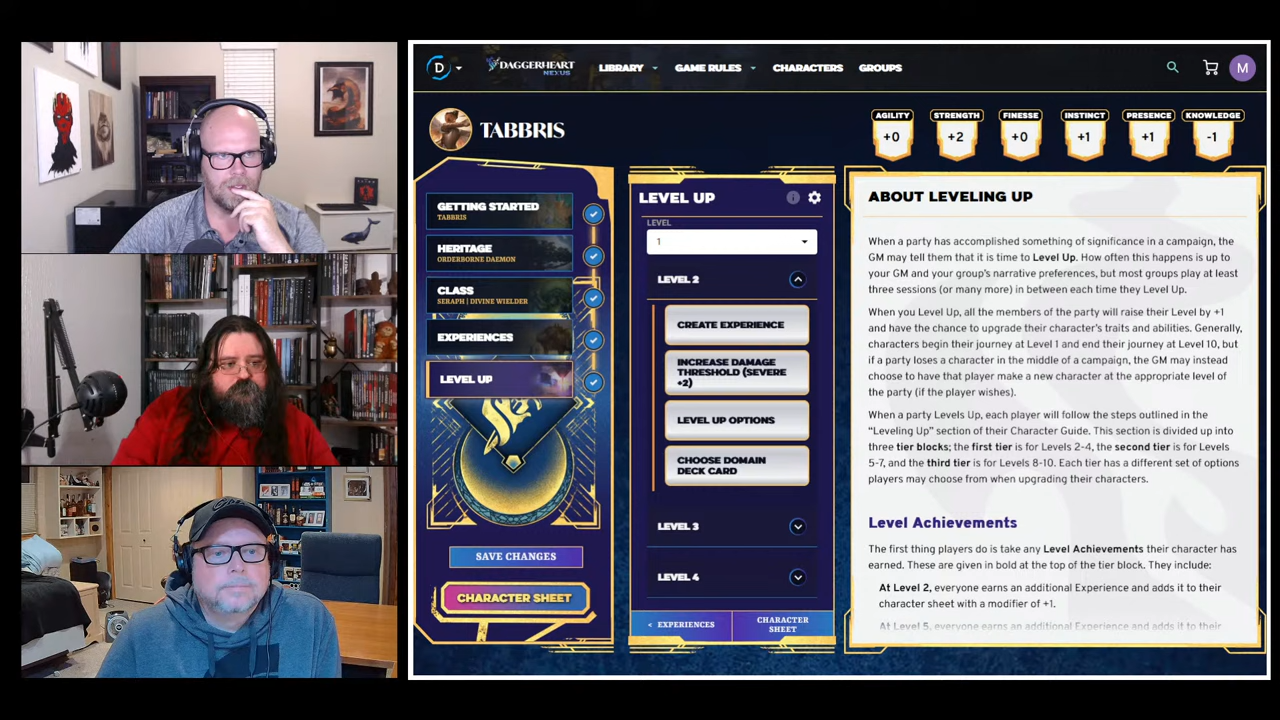 D
DAGGERHEART
NEXUS
LIBRARY
GAME RULES
CHARACTERS
GROUPS
M
TABBRIS
AGILITY
+0
STRENGTH
+2
FINESSE
+0
INSTINCT
+1
PRESENCE
+1
KNOWLEDGE
-1
GETTING STARTED
TABBRIS
HERITAGE
ORDERBORNE DAEMON
CLASS
SERAPH | DIVINE WIELDER
EXPERIENCES
LEVEL UP
SAVE CHANGES
CHARACTER SHEET
LEVEL UP
LEVEL
1
LEVEL 2
CREATE EXPERIENCE
INCREASE DAMAGE
THRESHOLD (SEVERE
+2)
LEVEL UP OPTIONS
CHOOSE DOMAIN
DECK CARD
LEVEL 3
LEVEL 4
< EXPERIENCES
CHARACTER
SHEET
ABOUT LEVELING UP
When a party has accomplished something of significance in a campaign, the
GM may tell them that it is time to Level Up. How often this happens is up to
your GM and your group's narrative preferences, but most groups play at least
three sessions (or many more) in between each time they Level Up.
When you Level Up, all the members of the party will raise their Level by +1
and have the chance to upgrade their character's traits and abilities. Generally,
characters begin their journey at Level 1 and end their journey at Level 10, but
if a party loses a character in the middle of a campaign, the GM may instead
choose to have that player make a new character at the appropriate level of
the party (if the player wishes).
When a party Levels Up, each player will follow the steps outlined in the
"Leveling Up" section of their Character Guide. This section is divided up into
three tier blocks; the first tier is for Levels 2-4, the second tier is for Levels
5-7, and the third tier is for Levels 8-10. Each tier has a different set of options
players may choose from when upgrading their characters.
Level Achievements
The first thing players do is take any Level Achievements their character has
earned. These are given in bold at the top of the tier block. They include:
At Level 2, everyone earns an additional Experience and adds it to their
character sheet with a modifier of +1.
At Level 5, everyone earns an additional Experience and adds it to their